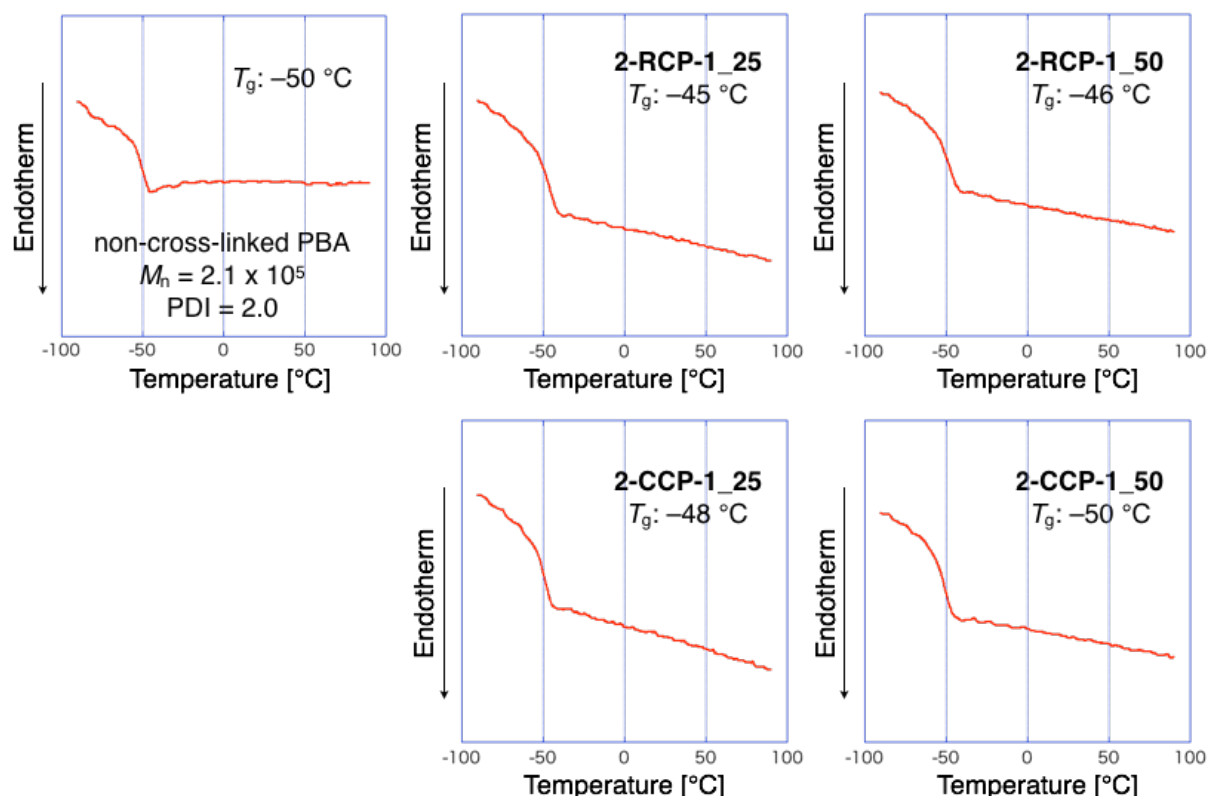 Endotherm
Tg: –50 °C
non-cross-linked PBA
Mn = 2.1 x 10⁵
PDI = 2.0
-100 -50 0 50 100
Temperature [°C]
Endotherm
2-RCP-1_25
Tg: –45 °C
-100 -50 0 50 100
Temperature [°C]
Endotherm
2-RCP-1_50
Tg: –46 °C
-100 -50 0 50 100
Temperature [°C]
Endotherm
2-CCP-1_25
Tg: –48 °C
-100 -50 0 50 100
Temperature [°C]
Endotherm
2-CCP-1_50
Tg: –50 °C
-100 -50 0 50 100
Temperature [°C]